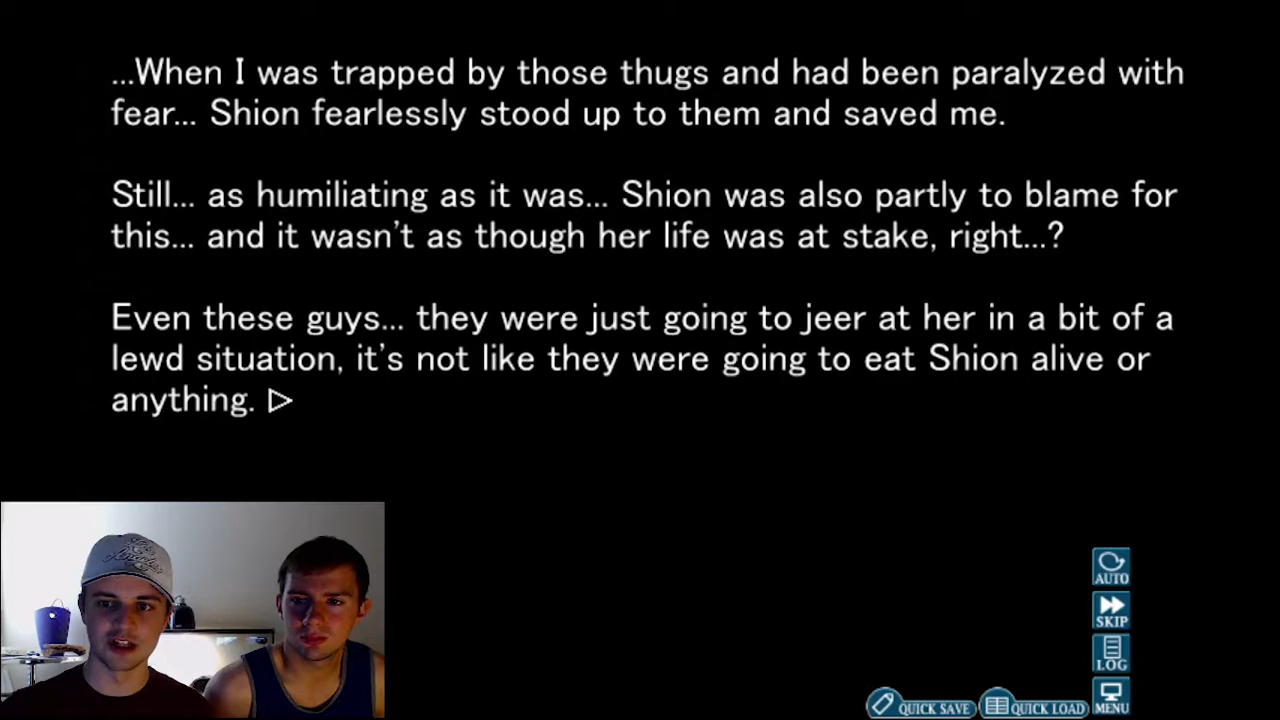 ...When I was trapped by those thugs and had been paralyzed with
fear... Shion fearlessly stood up to them and saved me.
Still... as humiliating as it was... Shion was also partly to blame for
this... and it wasn't as though her life was at stake, right...?
Even these guys... they were just going to jeer at her in a bit of a
lewd situation, it's not like they were going to eat Shion alive or
anything.
AUTO
SKIP
LOG
MENU
QUICK SAVE
QUICK LOAD